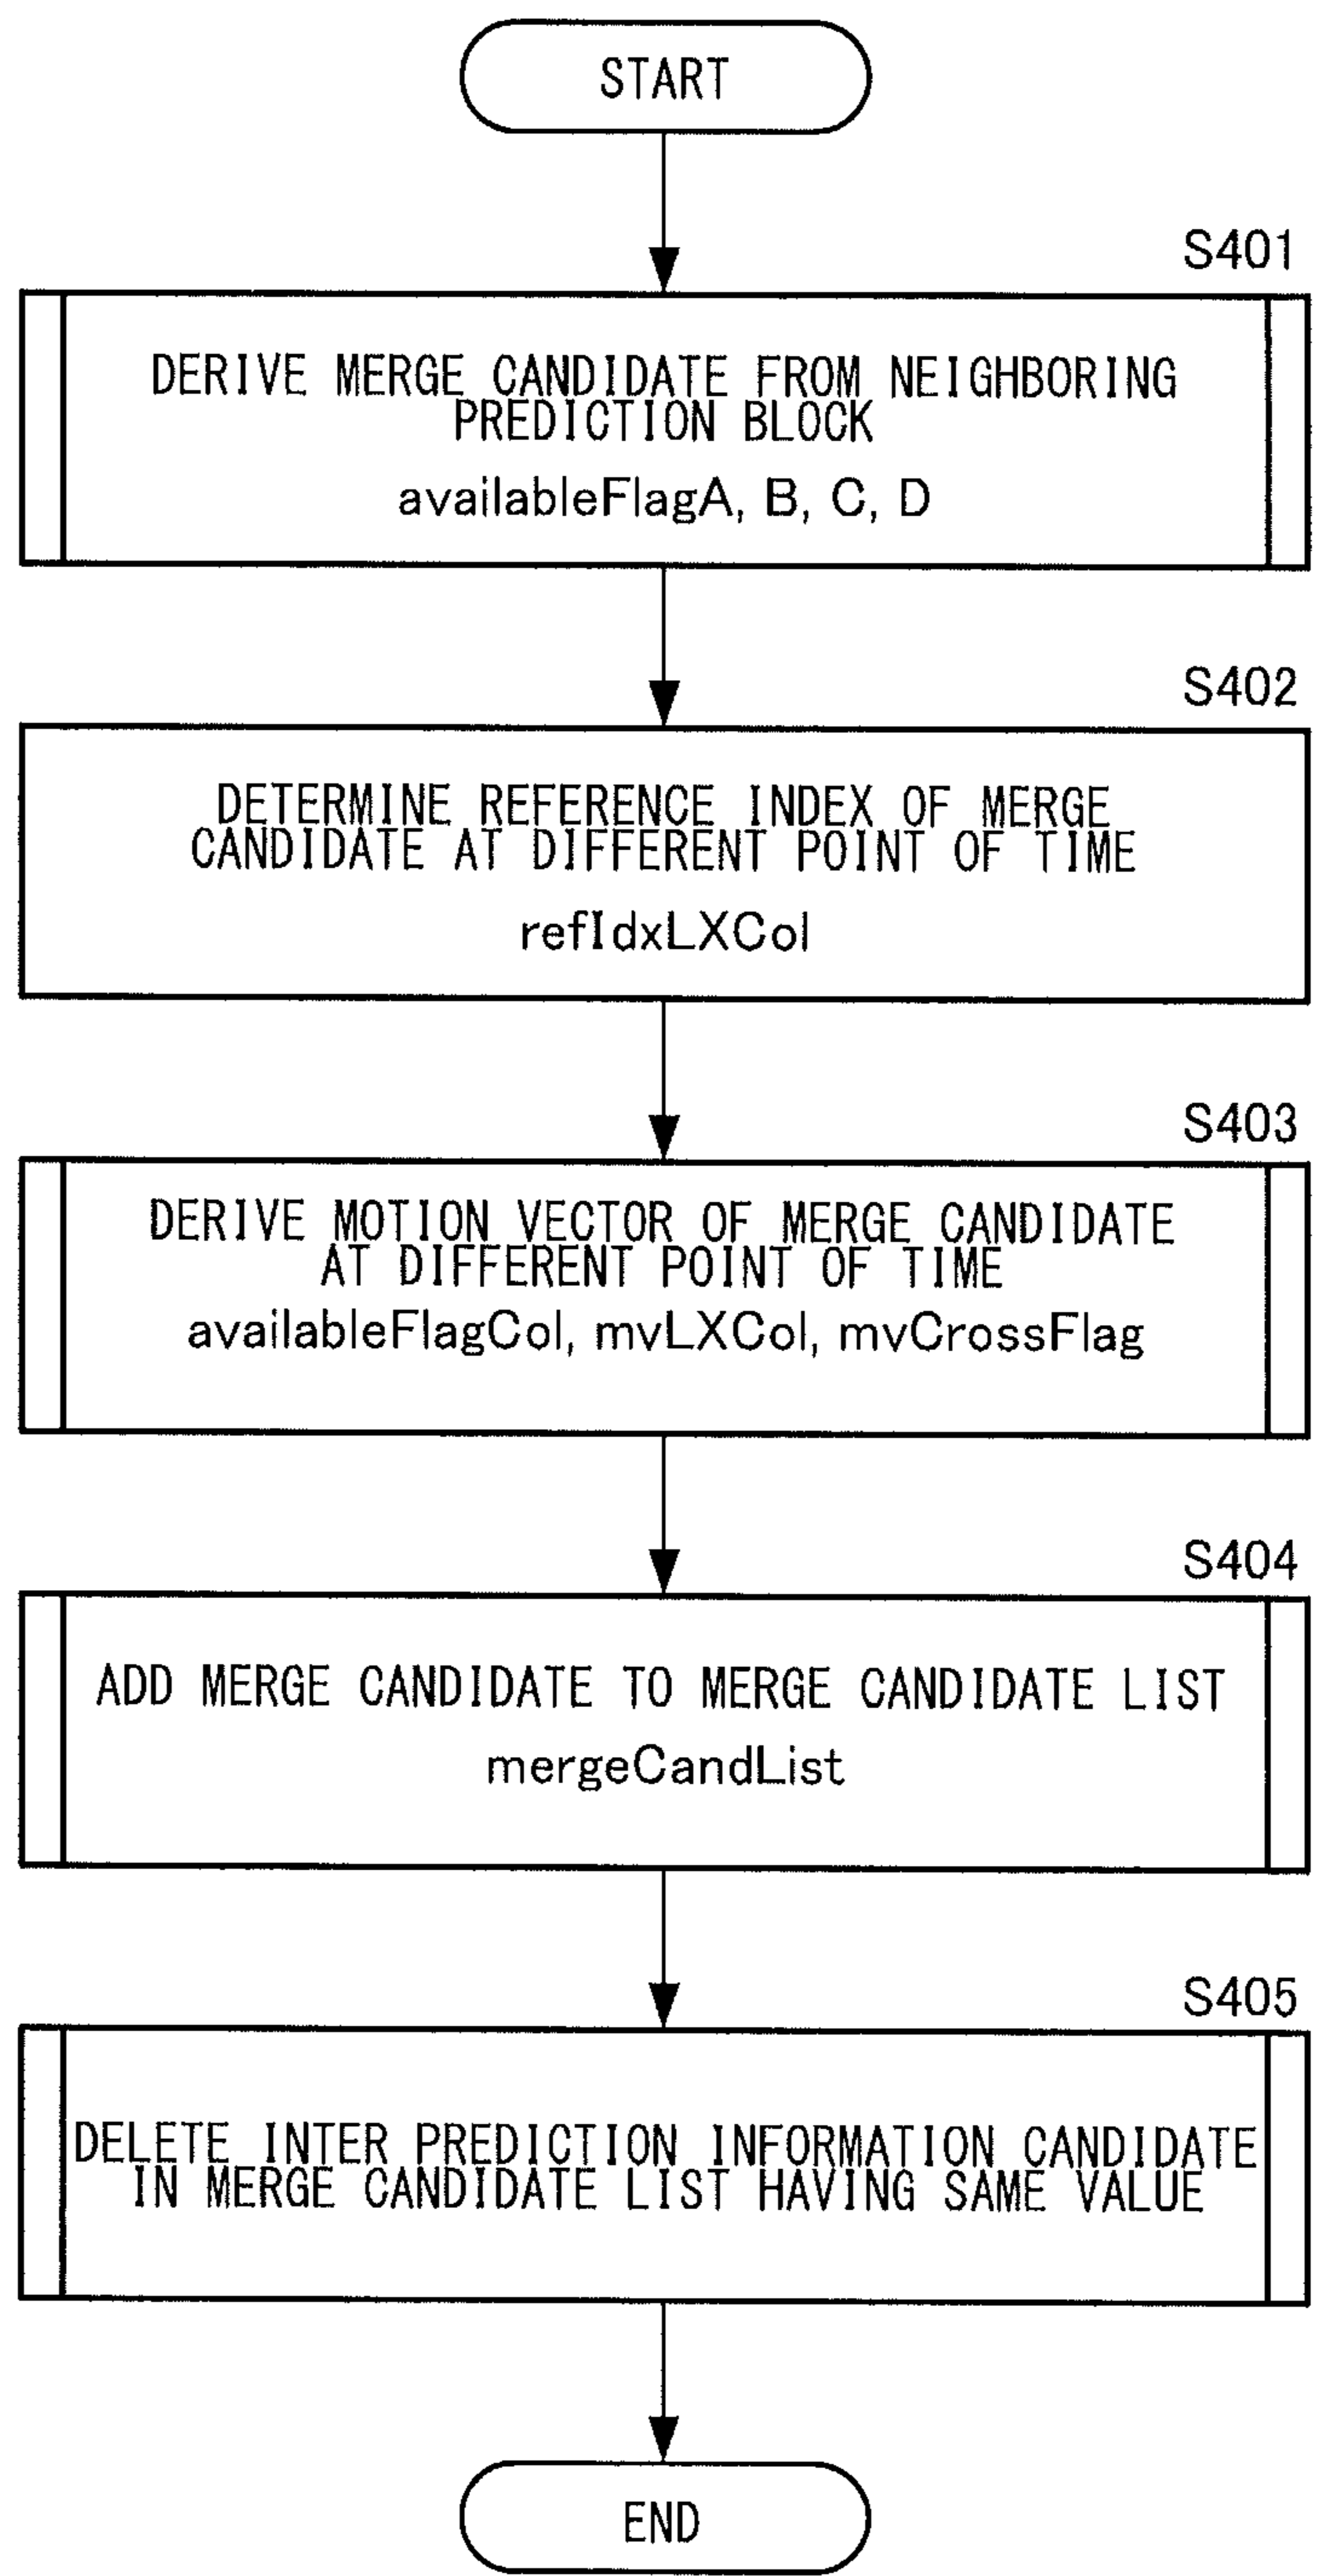 START
S401
DERIVE MERGE CANDIDATE FROM NEIGHBORING
PREDICTION BLOCK
availableFlagA, B, C, D
S402
DETERMINE REFERENCE INDEX OF MERGE
CANDIDATE AT DIFFERENT POINT OF TIME
refIdxLXCol
S403
DERIVE MOTION VECTOR OF MERGE CANDIDATE
AT DIFFERENT POINT OF TIME
availableFlagCol, mvLXCol, mvCrossFlag
S404
ADD MERGE CANDIDATE TO MERGE CANDIDATE LIST
mergeCandList
S405
DELETE INTER PREDICTION INFORMATION CANDIDATE
IN MERGE CANDIDATE LIST HAVING SAME VALUE
END